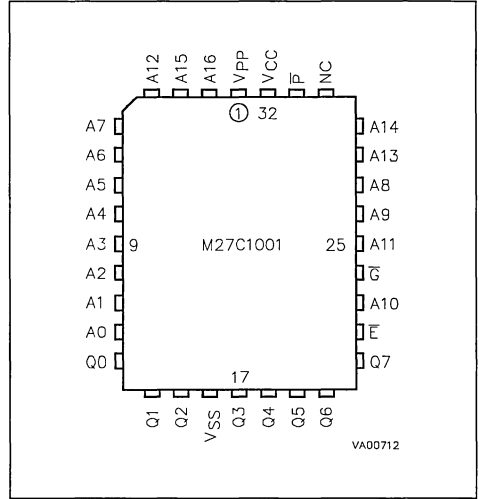 A12 A15 A16 VPP VCC P̅ NC
① 32
A7 A14
A6 A13
A5 A8
A4 A9
A3 9 M27C1001 25 A11
A2 G̅
A1 A10
A0 E̅
Q0 Q7
17
Q1 Q2 VSS Q3 Q4 Q5 Q6
VA00712